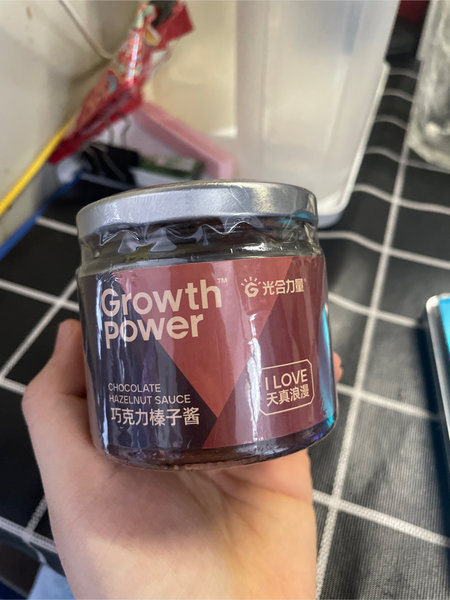 Growth™
power
G 光合力量®
CHOCOLATE
HAZELNUT SAUCE
巧克力榛子酱
I LOVE
天真浪漫